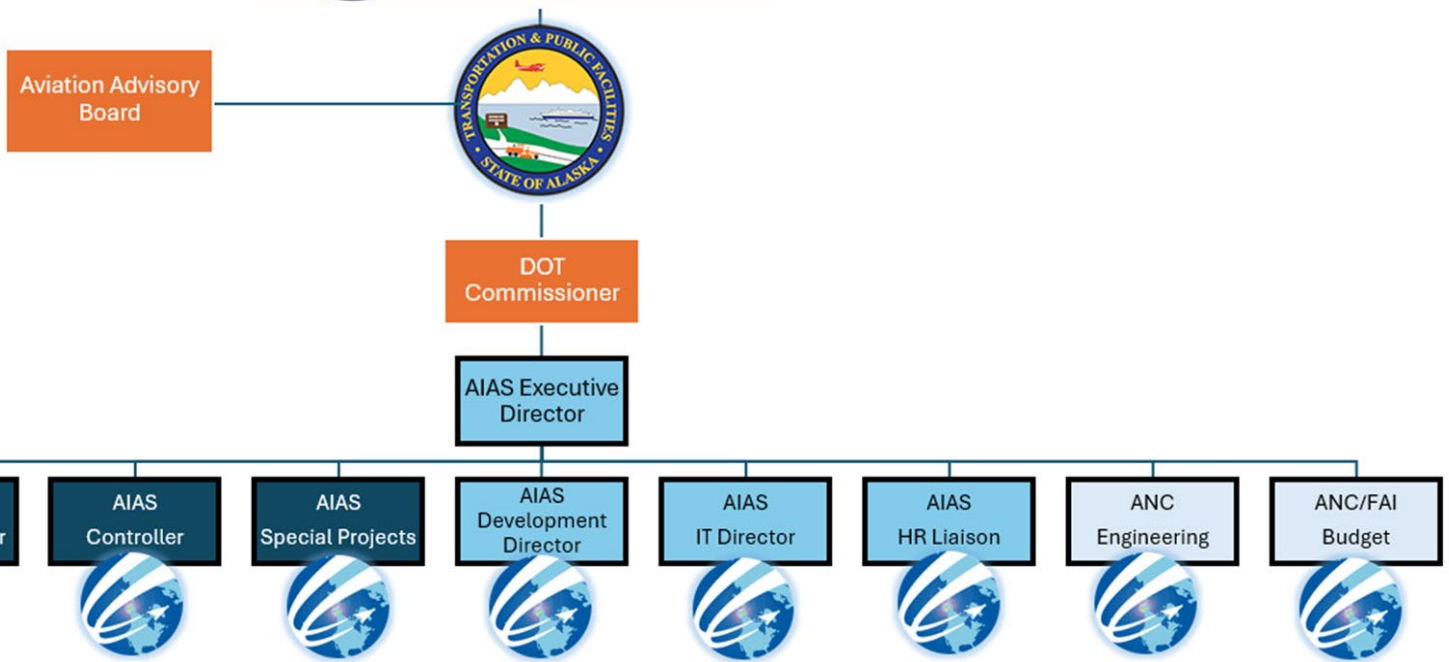 TRANSPORTATION & PUBLIC FACILITIES
STATE OF ALASKA
Aviation Advisory
Board
DOT
Commissioner
AIAS Executive
Director
r
AIAS
Controller
AIAS
Special Projects
AIAS
Development
Director
AIAS
IT Director
AIAS
HR Liaison
ANC
Engineering
ANC/FAI
Budget